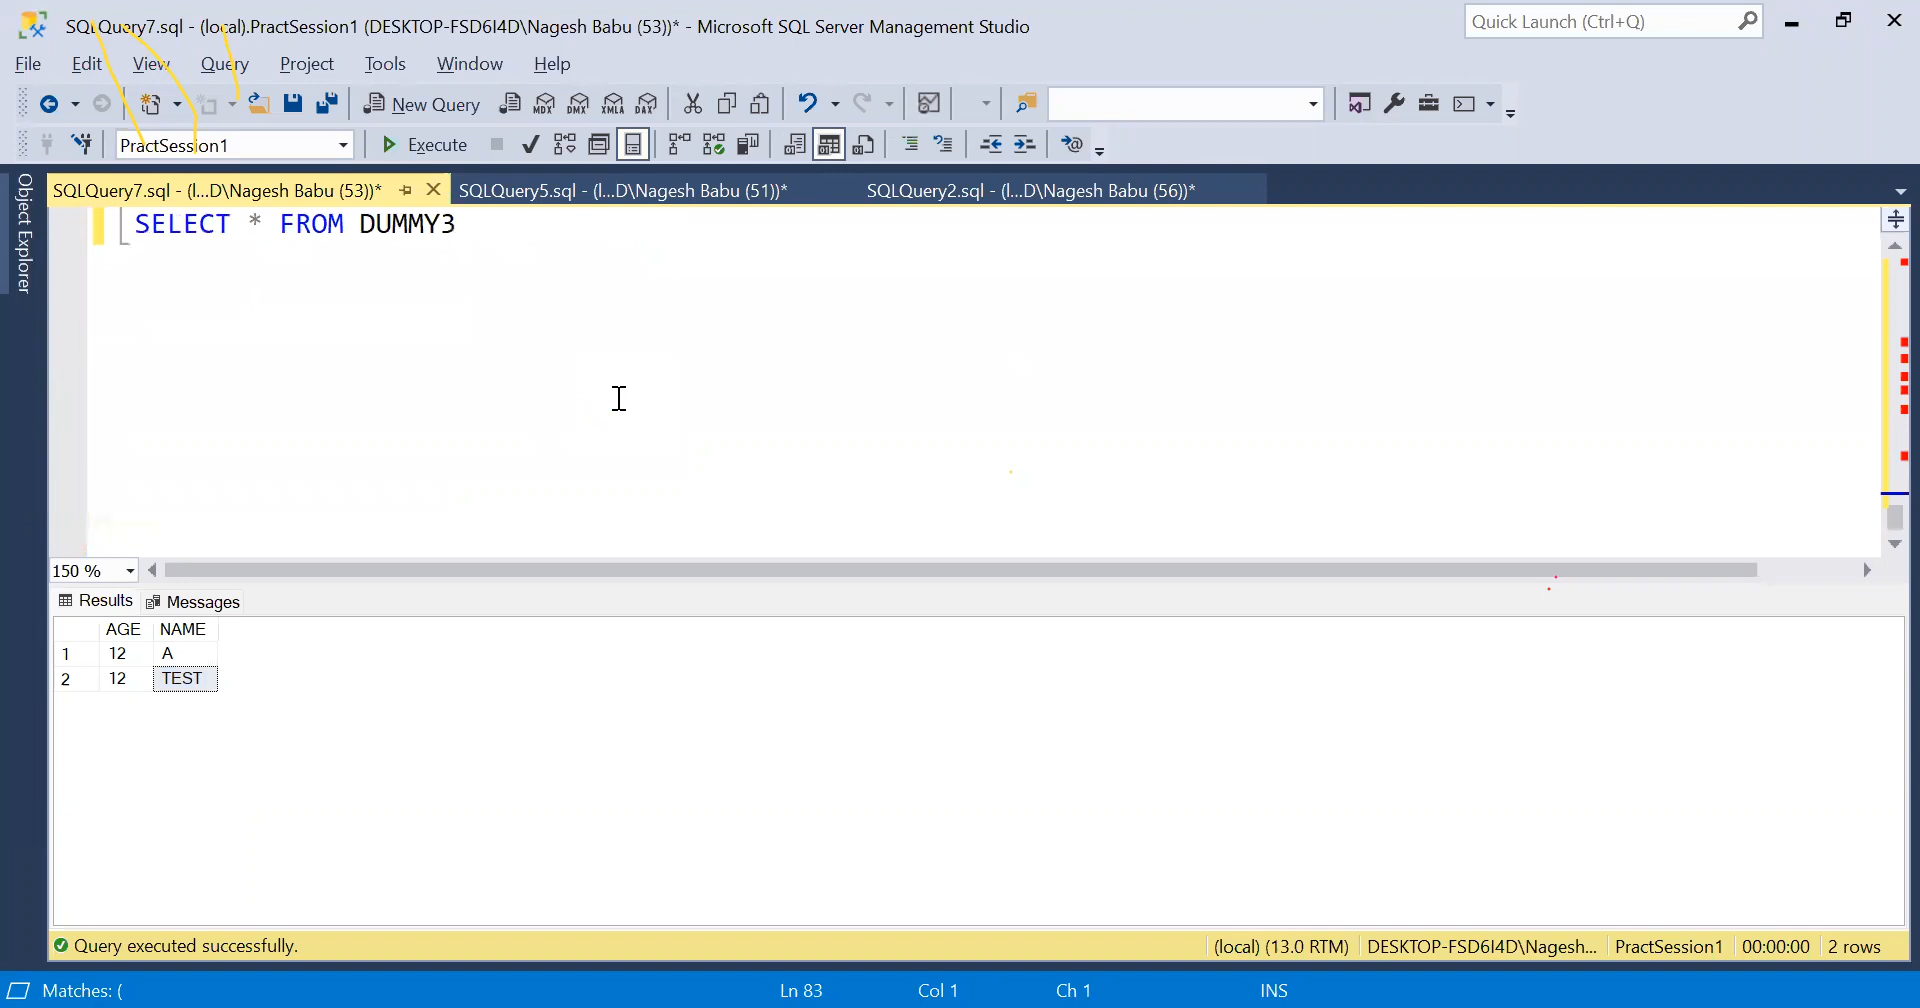 SQLQuery7.sql - (local).PractSession1 (DESKTOP-FSD6I4D\Nagesh Babu (53))* - Microsoft SQL Server Management Studio
Quick Launch (Ctrl+Q)
File Edit View Query Project Tools Window Help
New Query MDX DMX XMLA DAX
PractSession1 Execute
SQLQuery7.sql - (l...D\Nagesh Babu (53))* SQLQuery5.sql - (l...D\Nagesh Babu (51))* SQLQuery2.sql - (l...D\Nagesh Babu (56))*
Object Explorer
SELECT * FROM DUMMY3
150 %
Results Messages
AGE NAME
1 12 A
2 12 TEST
Query executed successfully. (local) (13.0 RTM) DESKTOP-FSD6I4D\Nagesh... PractSession1 00:00:00 2 rows
Matches: ( Ln 83 Col 1 Ch 1 INS